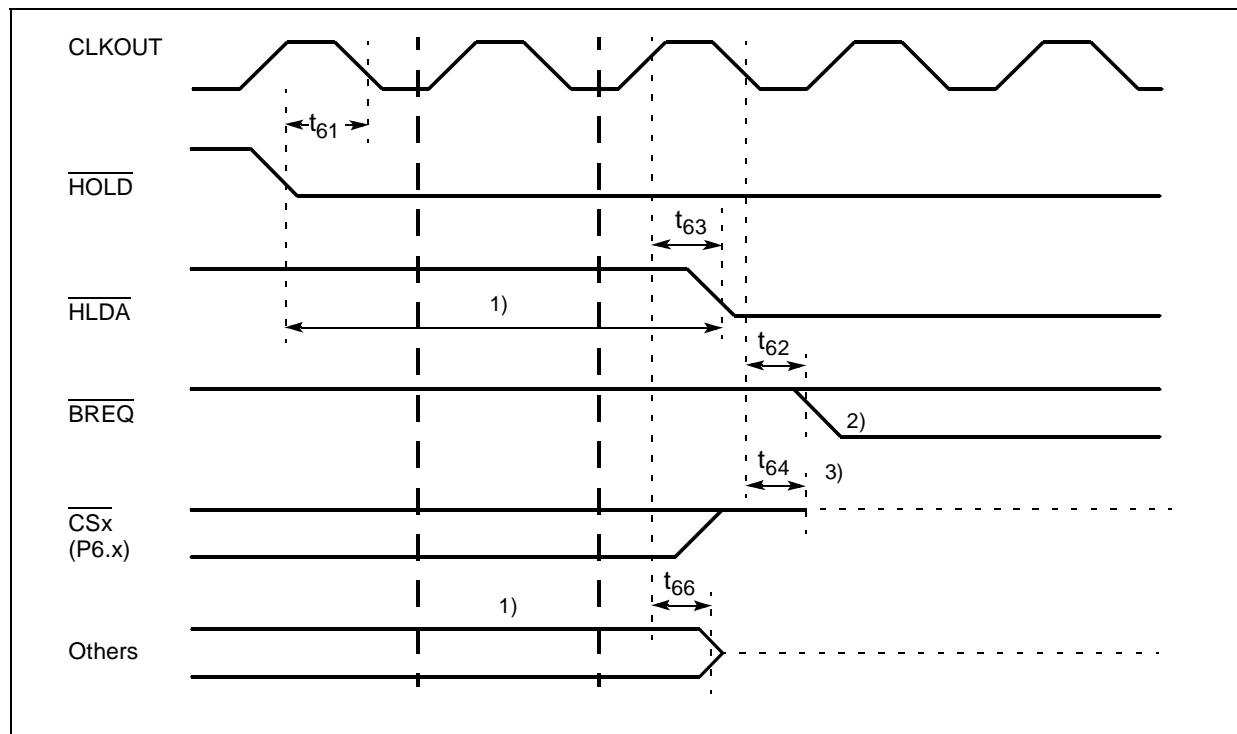 CLKOUT
t61
HOLD
t63
HLDA
1)
t62
BREQ
2)
t64
3)
CSx
(P6.x)
t66
1)
Others